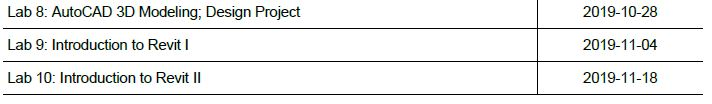 Lab 8: AutoCAD 3D Modeling; Design Project 2019-10-28
Lab 9: Introduction to Revit I 2019-11-04
Lab 10: Introduction to Revit II 2019-11-18